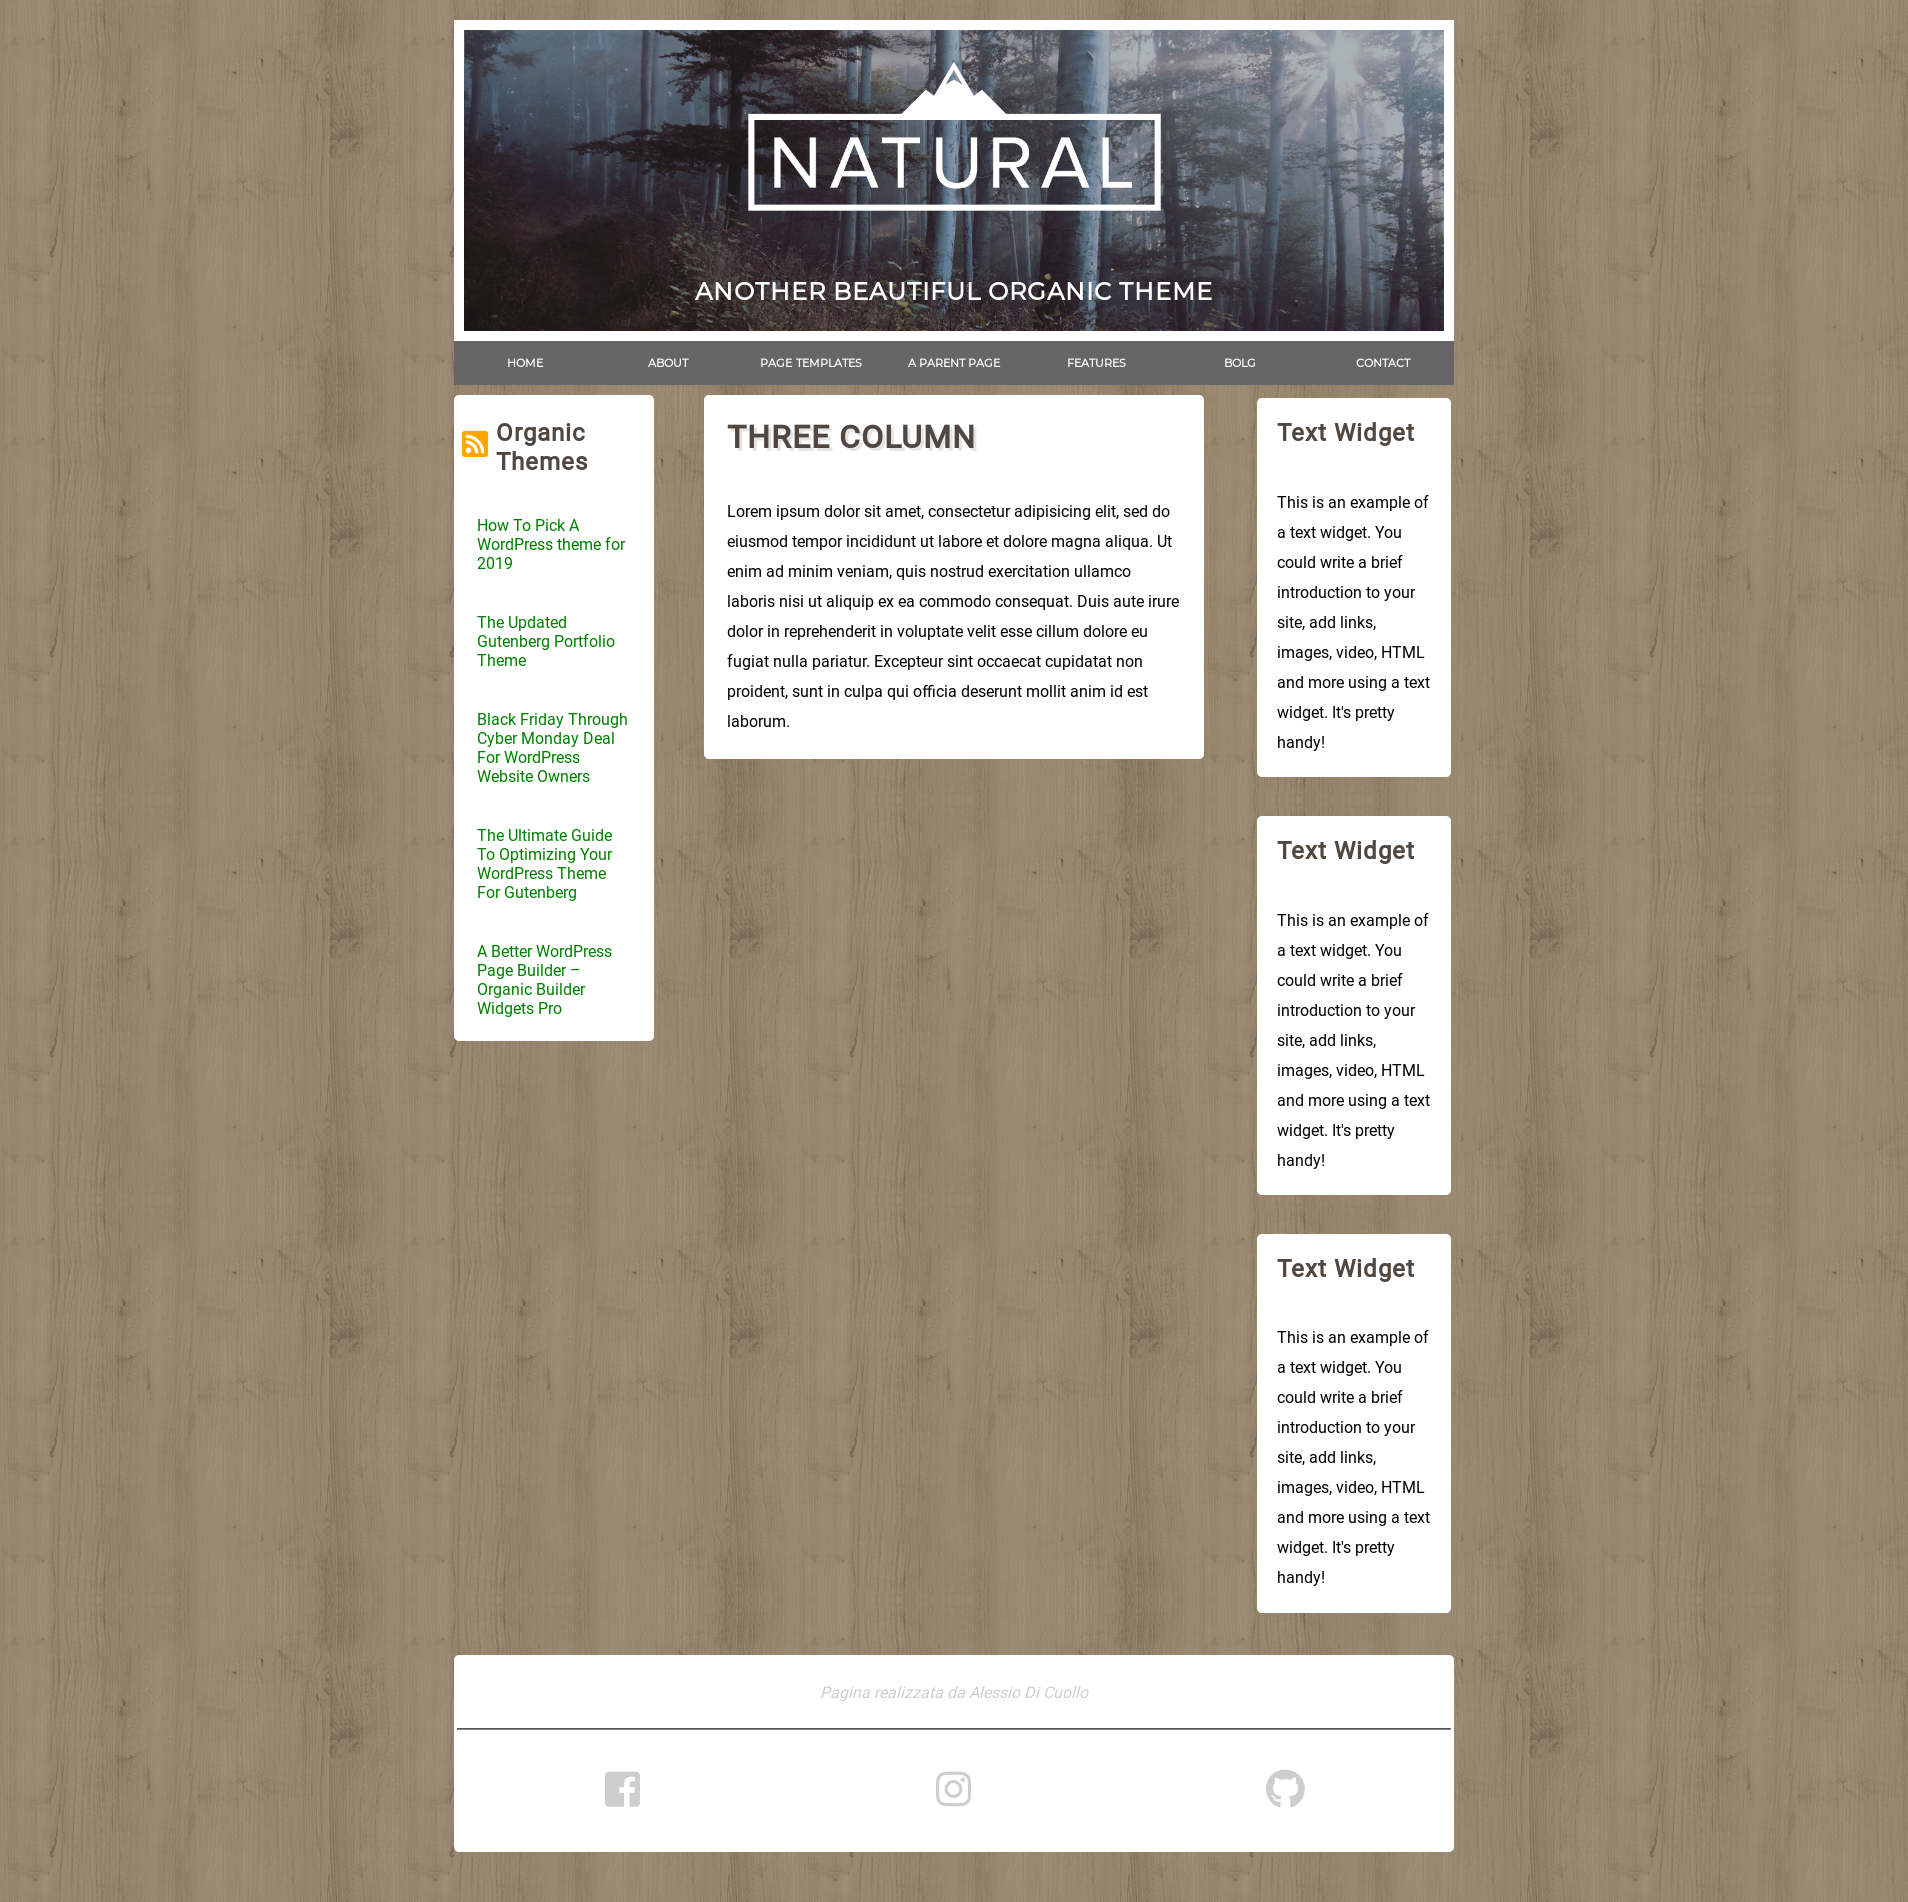 NATURAL
ANOTHER BEAUTIFUL ORGANIC THEME
HOME ABOUT PAGE TEMPLATES A PARENT PAGE FEATURES BOLG CONTACT
Organic
Themes
How To Pick A
WordPress theme for
2019
The Updated
Gutenberg Portfolio
Theme
Black Friday Through
Cyber Monday Deal
For WordPress
Website Owners
The Ultimate Guide
To Optimizing Your
WordPress Theme
For Gutenberg
A Better WordPress
Page Builder –
Organic Builder
Widgets Pro
THREE COLUMN
Lorem ipsum dolor sit amet, consectetur adipisicing elit, sed do
eiusmod tempor incididunt ut labore et dolore magna aliqua. Ut
enim ad minim veniam, quis nostrud exercitation ullamco
laboris nisi ut aliquip ex ea commodo consequat. Duis aute irure
dolor in reprehenderit in voluptate velit esse cillum dolore eu
fugiat nulla pariatur. Excepteur sint occaecat cupidatat non
proident, sunt in culpa qui officia deserunt mollit anim id est
laborum.
Text Widget
This is an example of
a text widget. You
could write a brief
introduction to your
site, add links,
images, video, HTML
and more using a text
widget. It's pretty
handy!
Text Widget
This is an example of
a text widget. You
could write a brief
introduction to your
site, add links,
images, video, HTML
and more using a text
widget. It's pretty
handy!
Text Widget
This is an example of
a text widget. You
could write a brief
introduction to your
site, add links,
images, video, HTML
and more using a text
widget. It's pretty
handy!
Pagina realizzata da Alessio Di Cuollo